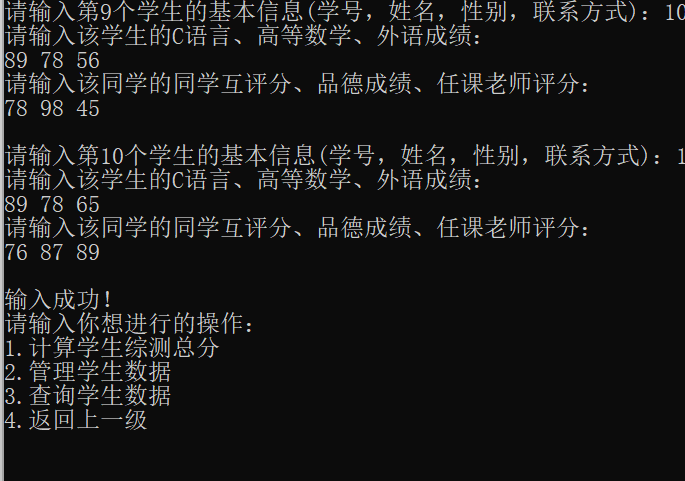 请输入第9个学生的基本信息(学号，姓名，性别，联系方式)：10
请输入该学生的C语言、高等数学、外语成绩：
89 78 56
请输入该同学的同学互评分、品德成绩、任课老师评分：
78 98 45
请输入第10个学生的基本信息(学号，姓名，性别，联系方式)：1
请输入该学生的C语言、高等数学、外语成绩：
89 78 65
请输入该同学的同学互评分、品德成绩、任课老师评分：
76 87 89
输入成功！
请输入你想进行的操作：
1.计算学生综测总分
2.管理学生数据
3.查询学生数据
4.返回上一级